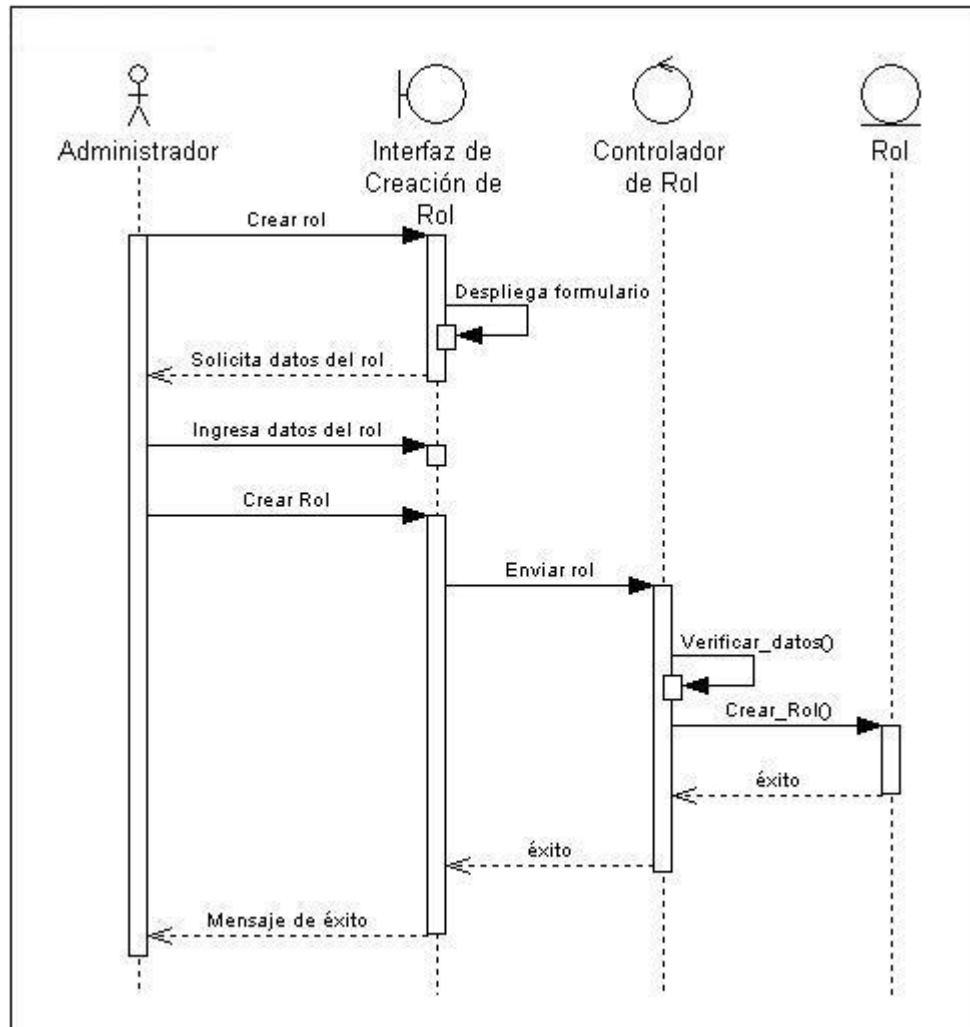 Administrador
Interfaz de
Creación de
Rol
Controlador
de Rol
Rol
Crear rol
Despliega formulario
Solicita datos del rol
Ingresa datos del rol
Crear Rol
Enviar rol
Verificar_datos()
Crear_Rol()
éxito
éxito
Mensaje de éxito